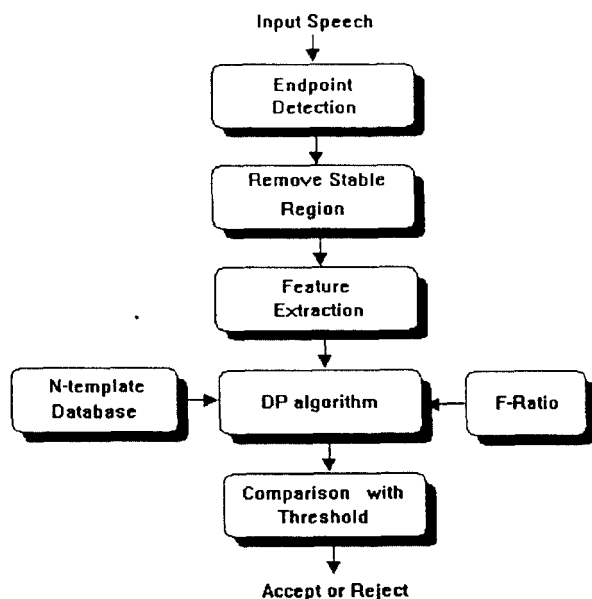 Input Speech
Endpoint
Detection
Remove Stable
Region
Feature
Extraction
N-template
Database
DP algorithm
F-Ratio
Comparison with
Threshold
Accept or Reject